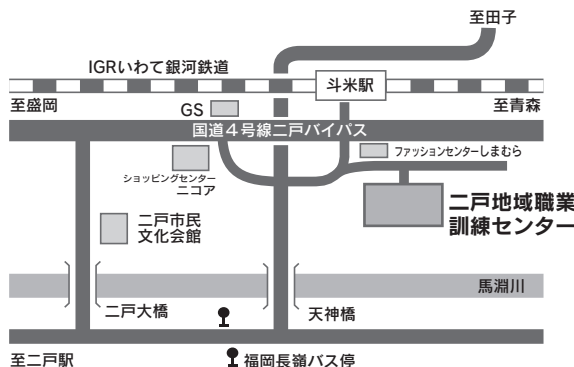 至田子
IGRいわて銀河鉄道
斗米駅
至盛岡
GS
至青森
国道4号線二戸バイパス
ファッションセンターしまむら
ショッピングセンター
ニコア
二戸地域職業
訓練センター
二戸市民
文化会館
馬淵川
二戸大橋
天神橋
至二戸駅
福岡長嶺バス停